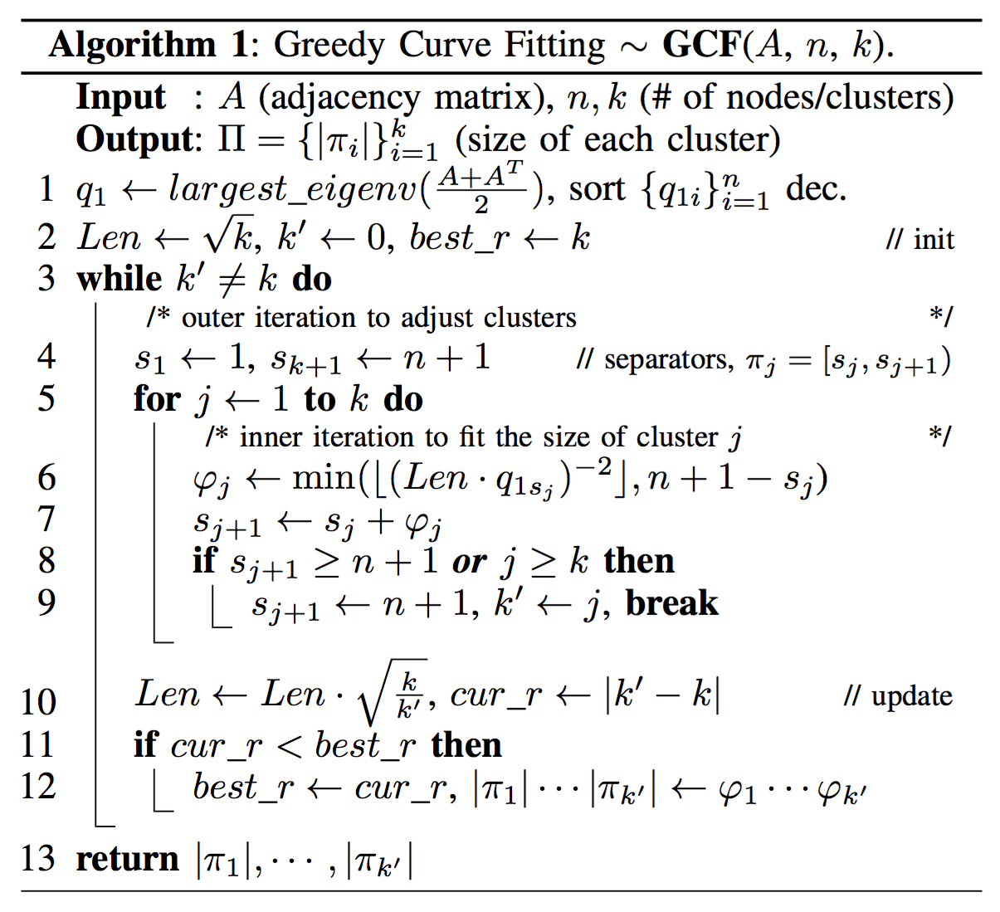 Algorithm 1: Greedy Curve Fitting ∼ GCF(A, n, k).
Input : A (adjacency matrix), n, k (# of nodes/clusters)
Output: Π = {|π_i|}_{i=1}^k (size of each cluster)
1 q_1 ← largest_eigenv(\frac{A+A^T}{2}), sort {q_{1i}}_{i=1}^n dec.
2 Len ← √k, k′ ← 0, best_r ← k // init
3 while k′ ≠ k do
/* outer iteration to adjust clusters */
4 s_1 ← 1, s_{k+1} ← n + 1 // separators, π_j = [s_j, s_{j+1})
5 for j ← 1 to k do
/* inner iteration to fit the size of cluster j */
6 φ_j ← min(⌊(Len · q_{1s_j})^{−2}⌋, n + 1 − s_j)
7 s_{j+1} ← s_j + φ_j
8 if s_{j+1} ≥ n + 1 or j ≥ k then
9 s_{j+1} ← n + 1, k′ ← j, break
10 Len ← Len · \sqrt{\frac{k}{k′}}, cur_r ← |k′ − k| // update
11 if cur_r < best_r then
12 best_r ← cur_r, |π_1| ··· |π_{k′}| ← φ_1 ··· φ_{k′}
13 return |π_1|, ··· , |π_{k′}|